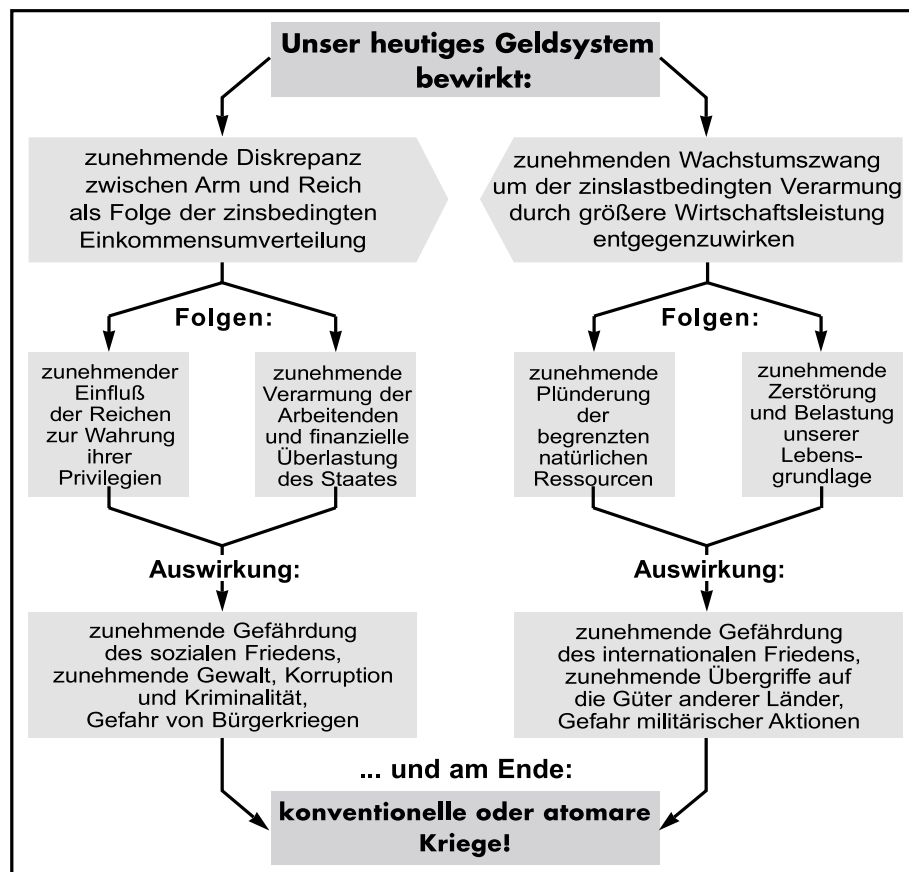 Unser heutiges Geldsystem
bewirkt:
zunehmende Diskrepanz
zwischen Arm und Reich
als Folge der zinsbedingten
Einkommensumverteilung
zunehmenden Wachstumszwang
um der zinslastbedingten Verarmung
durch größere Wirtschaftsleistung
entgegenzuwirken
Folgen:
zunehmender
Einfluß
der Reichen
zur Wahrung
ihrer
Privilegien
zunehmende
Verarmung der
Arbeitenden
und finanzielle
Überlastung
des Staates
Folgen:
zunehmende
Plünderung
der
begrenzten
natürlichen
Ressourcen
zunehmende
Zerstörung
und Belastung
unserer
Lebens-
grundlage
Auswirkung:
zunehmende Gefährdung
des sozialen Friedens,
zunehmende Gewalt, Korruption
und Kriminalität,
Gefahr von Bürgerkriegen
Auswirkung:
zunehmende Gefährdung
des internationalen Friedens,
zunehmende Übergriffe auf
die Güter anderer Länder,
Gefahr militärischer Aktionen
... und am Ende:
konventionelle oder atomare
Kriege!